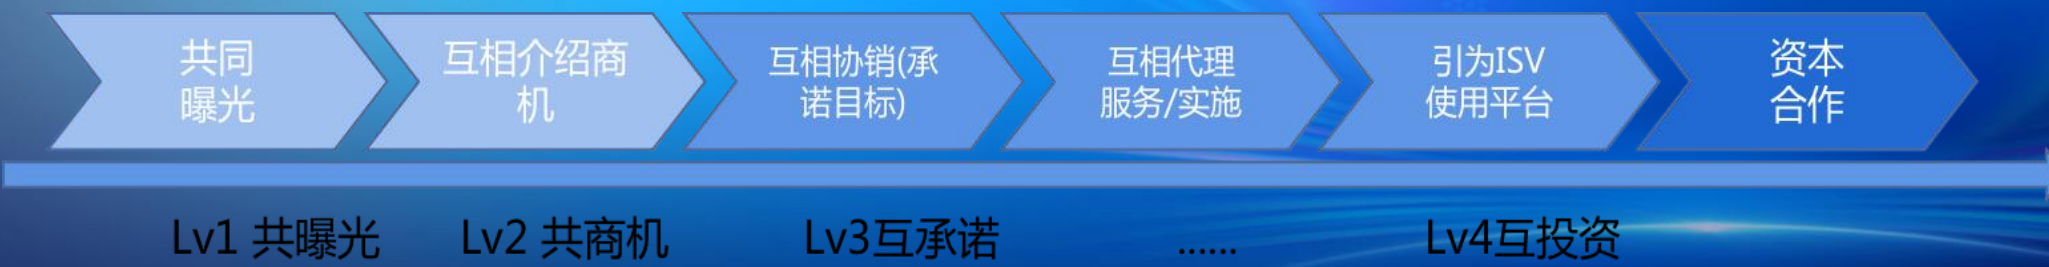 共同
曝光
互相介绍商
机
互相协销(承
诺目标)
互相代理
服务/实施
引为ISV
使用平台
资本
合作
Lv1 共曝光
Lv2 共商机
Lv3互承诺
......
Lv4互投资